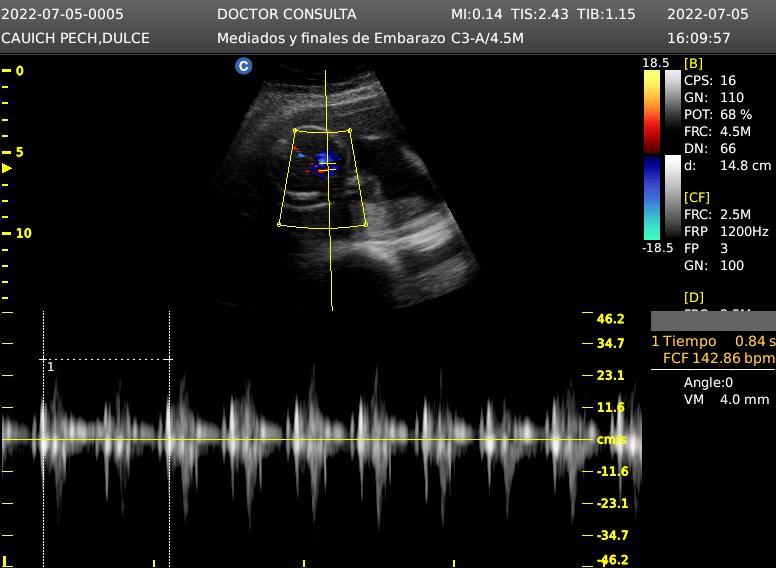 2022-07-05-0005 DOCTOR CONSULTA MI:0.14 TIS:2.43 TIB:1.15 2022-07-05
CAUICH PECH,DULCE Mediados y finales de Embarazo C3-A/4.5M 16:09:57
C
0
5
10
18.5
-18.5
[B]
CPS: 16
GN: 110
POT: 68 %
FRC: 4.5M
DN: 66
d: 14.8 cm
[CF]
FRC: 2.5M
FRP 1200Hz
FP 3
GN: 100
[D]
1 Tiempo 0.84 s
FCF 142.86 bpm
Angle:0
VM 4.0 mm
1
46.2
34.7
23.1
11.6
cm/s
-11.6
-23.1
-34.7
-46.2